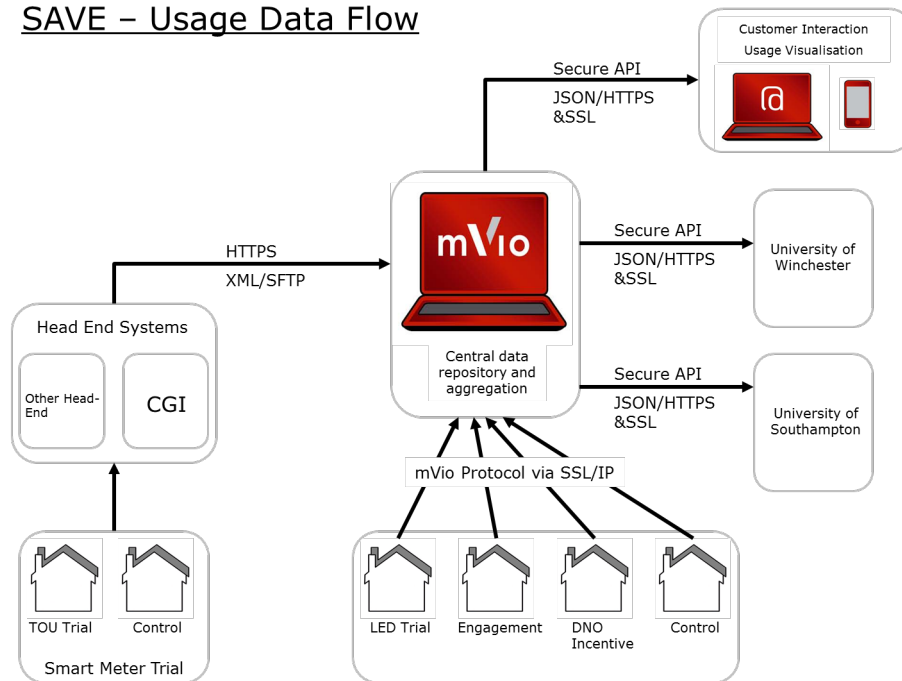 SAVE – Usage Data Flow
Customer Interaction
Usage Visualisation
@
Secure API
JSON/HTTPS
&SSL
mVio
Central data
repository and
aggregation
HTTPS
XML/SFTP
Secure API
JSON/HTTPS
&SSL
University of
Winchester
Head End Systems
Other Head-
End
CGI
Secure API
JSON/HTTPS
&SSL
University of
Southampton
mVio Protocol via SSL/IP
TOU Trial
Control
Smart Meter Trial
LED Trial
Engagement
DNO
Incentive
Control